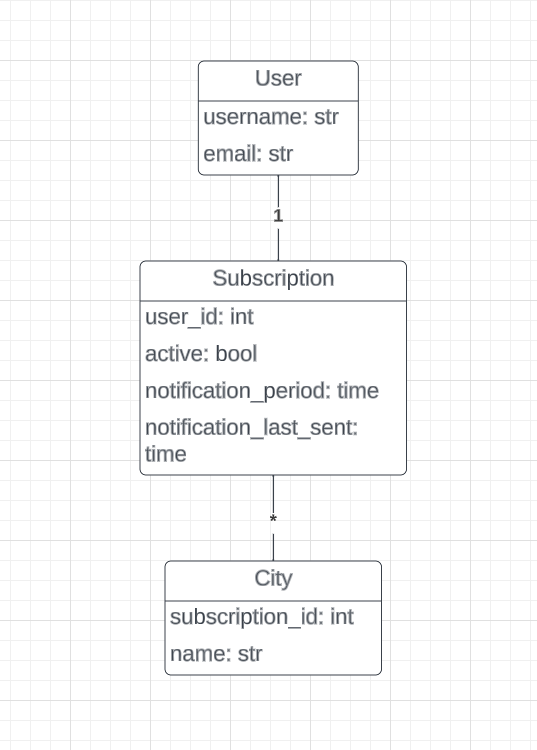 User
username: str
email: str
1
Subscription
user_id: int
active: bool
notification_period: time
notification_last_sent:
time
*
City
subscription_id: int
name: str